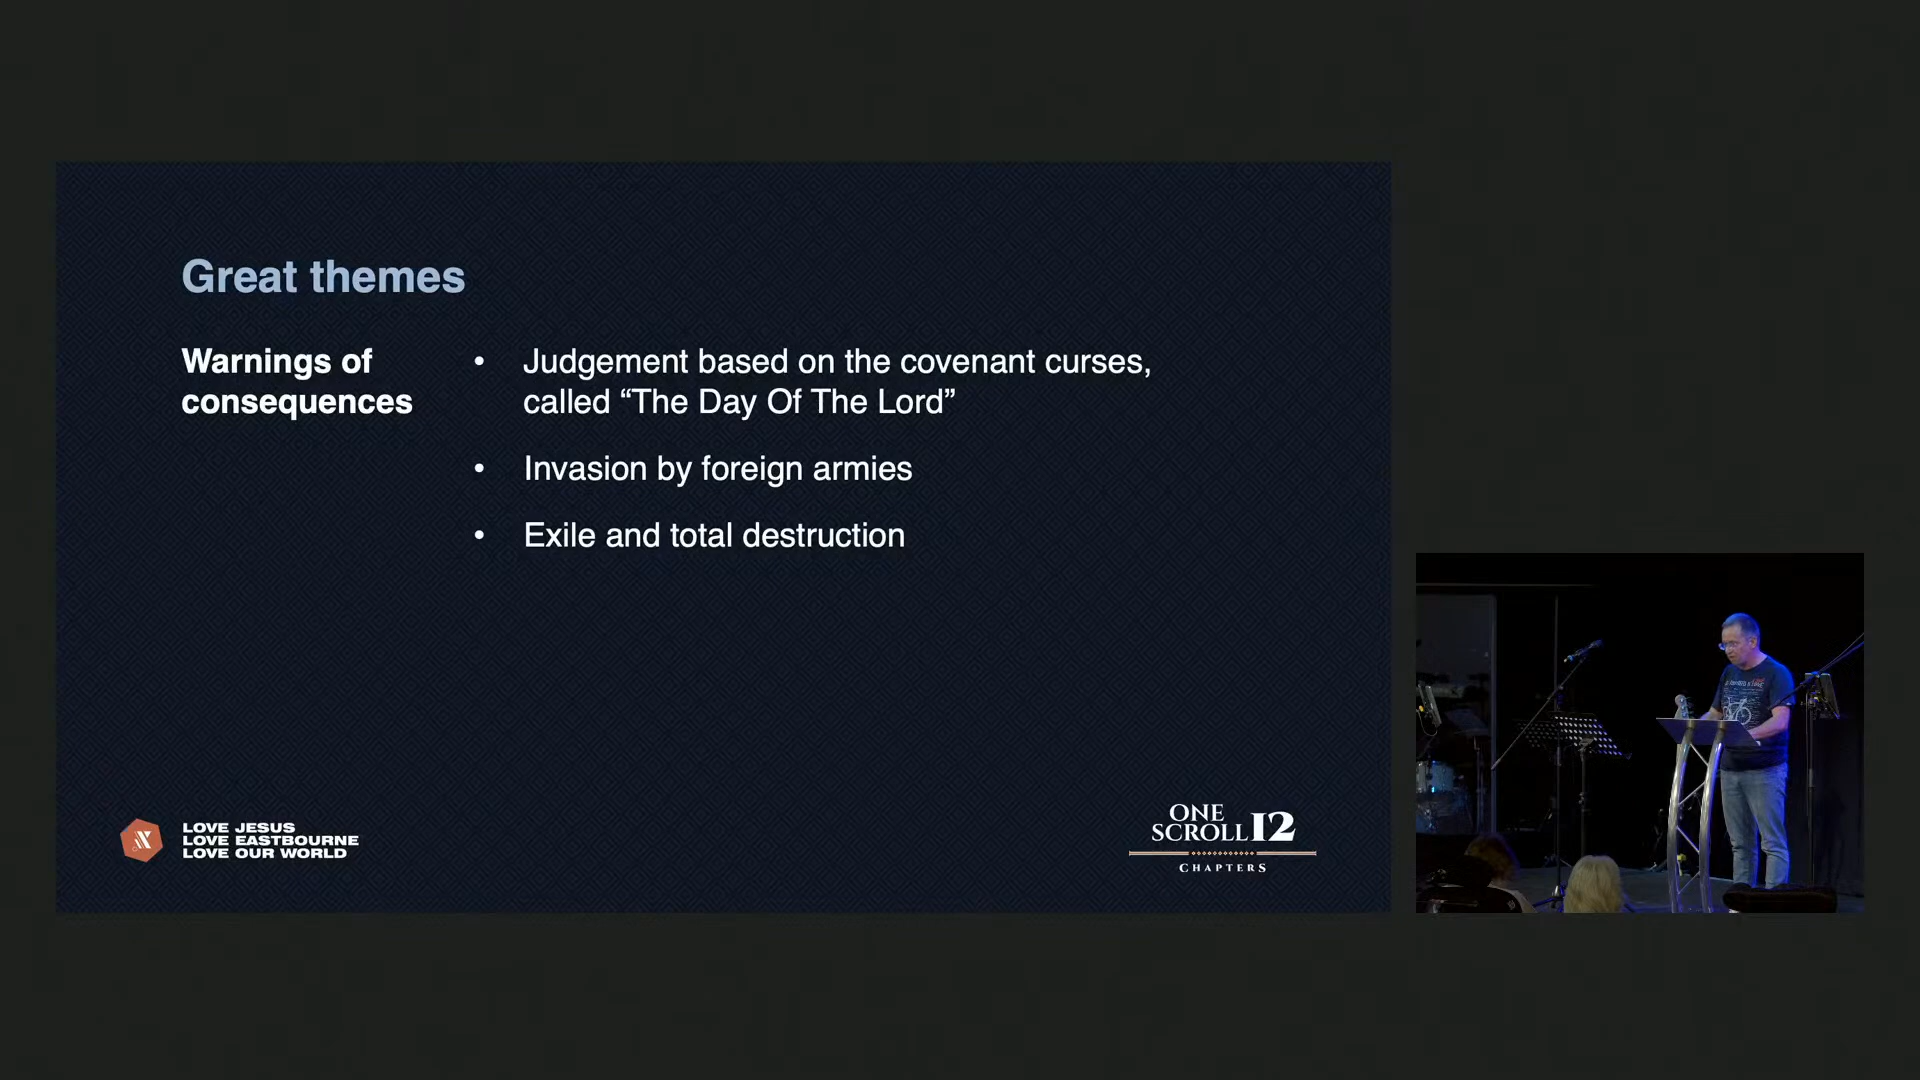 Great themes
Warnings of
consequences
• Judgement based on the covenant curses,
called “The Day Of The Lord”
• Invasion by foreign armies
• Exile and total destruction
LOVE JESUS
LOVE EASTBOURNE
LOVE OUR WORLD
ONE
SCROLL 12
CHAPTERS